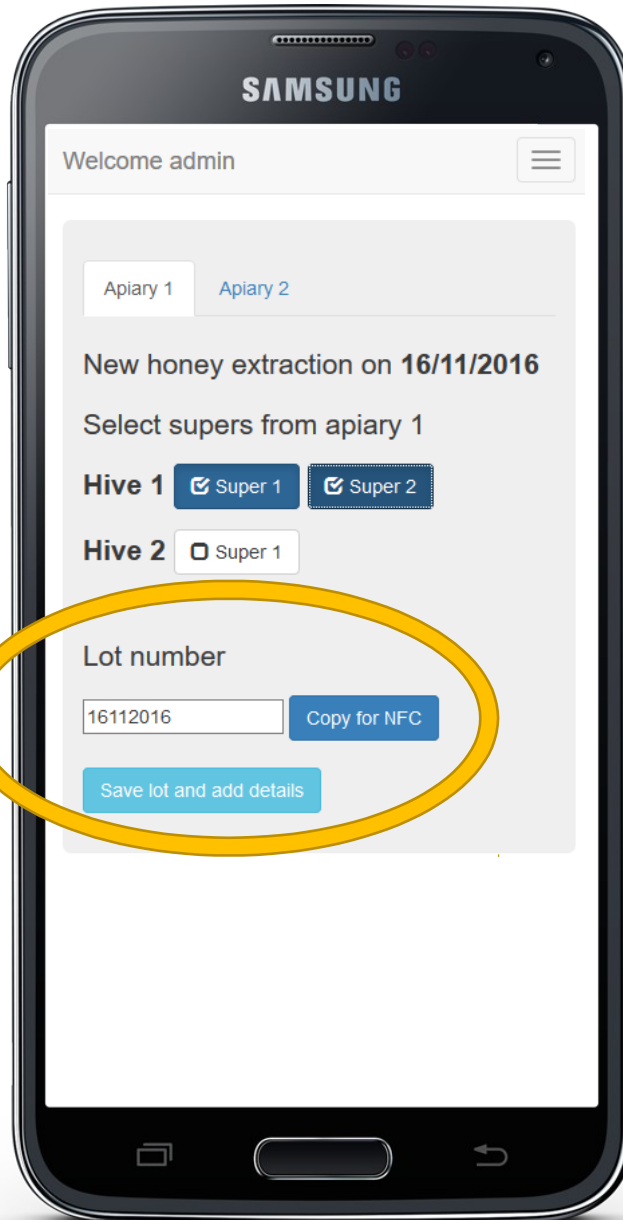 SAMSUNG
Welcome admin
Apiary 1 Apiary 2
New honey extraction on 16/11/2016
Select supers from apiary 1
Hive 1 Super 1 Super 2
Hive 2 Super 1
Lot number
16112016 Copy for NFC
Save lot and add details